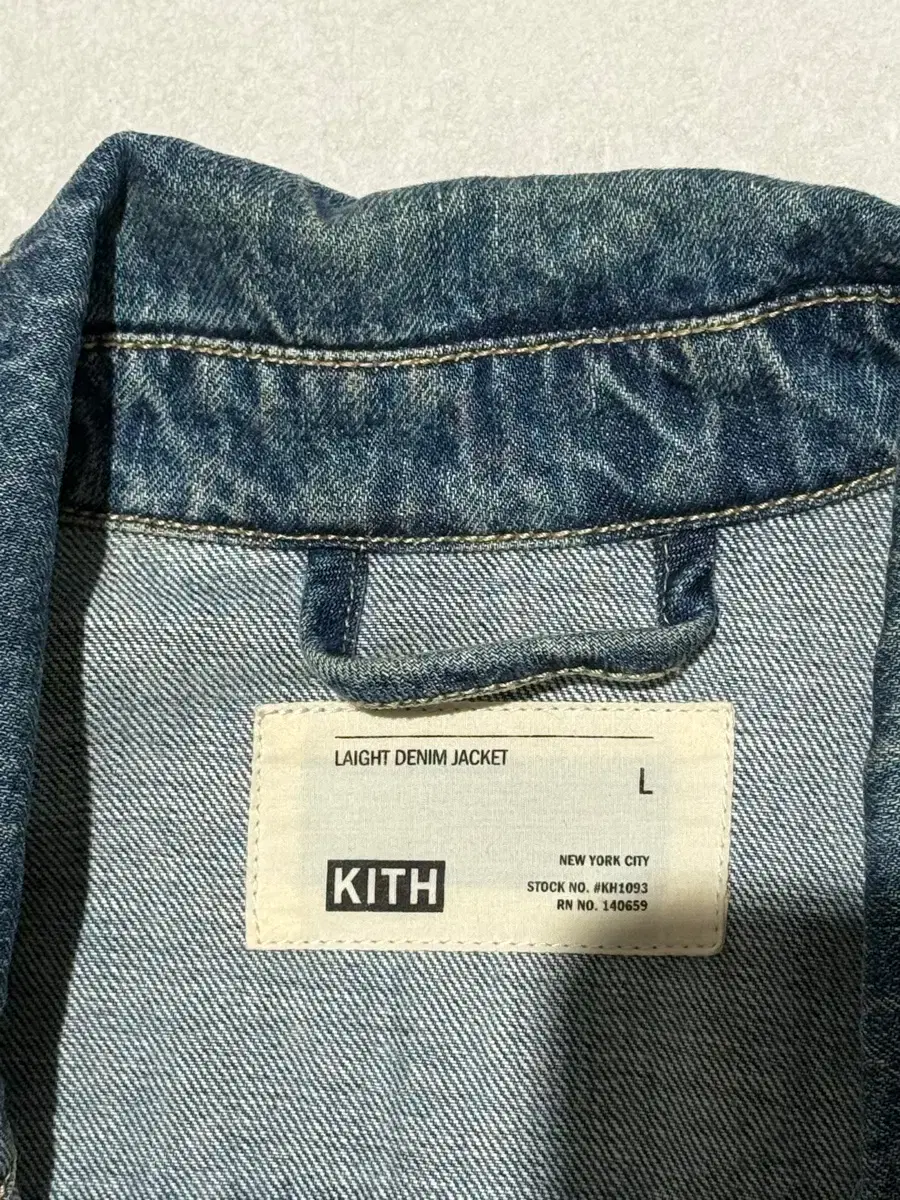 LAIGHT DENIM JACKET
L
KITH
NEW YORK CITY
STOCK NO. #KH1093
RN NO. 140659